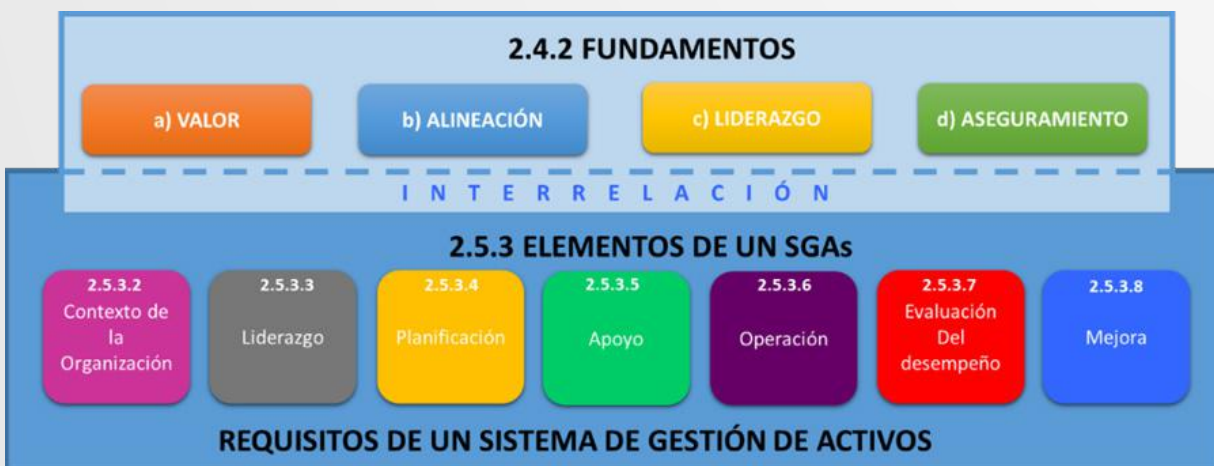 2.4.2 FUNDAMENTOS
a) VALOR
b) ALINEACIÓN
c) LIDERAZGO
d) ASEGURAMIENTO
I N T E R R E L A C I Ó N
2.5.3 ELEMENTOS DE UN SGAs
2.5.3.2
Contexto de
la
Organización
2.5.3.3
Liderazgo
2.5.3.4
Planificación
2.5.3.5
Apoyo
2.5.3.6
Operación
2.5.3.7
Evaluación
Del
desempeño
2.5.3.8
Mejora
REQUISITOS DE UN SISTEMA DE GESTIÓN DE ACTIVOS